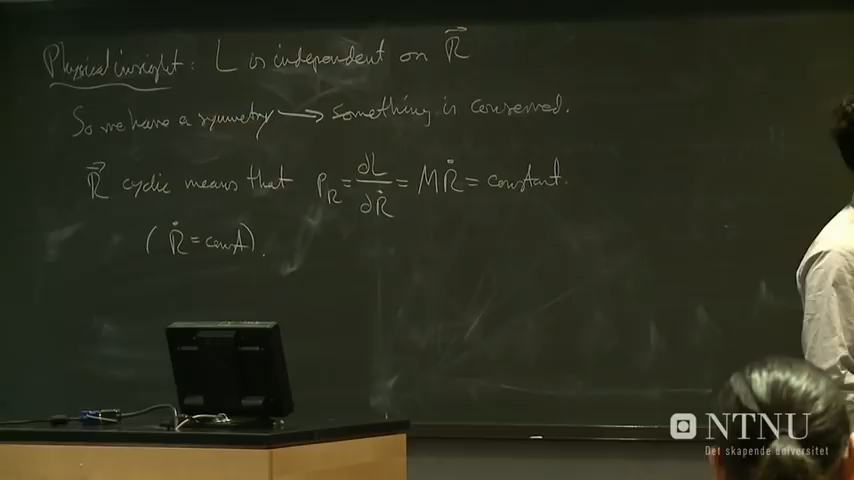 Physical insight: L is independent on R⃗
So we have a symmetry → something is conserved.
R⃗ cyclic means that p_R = ∂L/∂Ṙ = MṘ = constant.
(Ṙ = const).
NTNU
Det skapende universitet